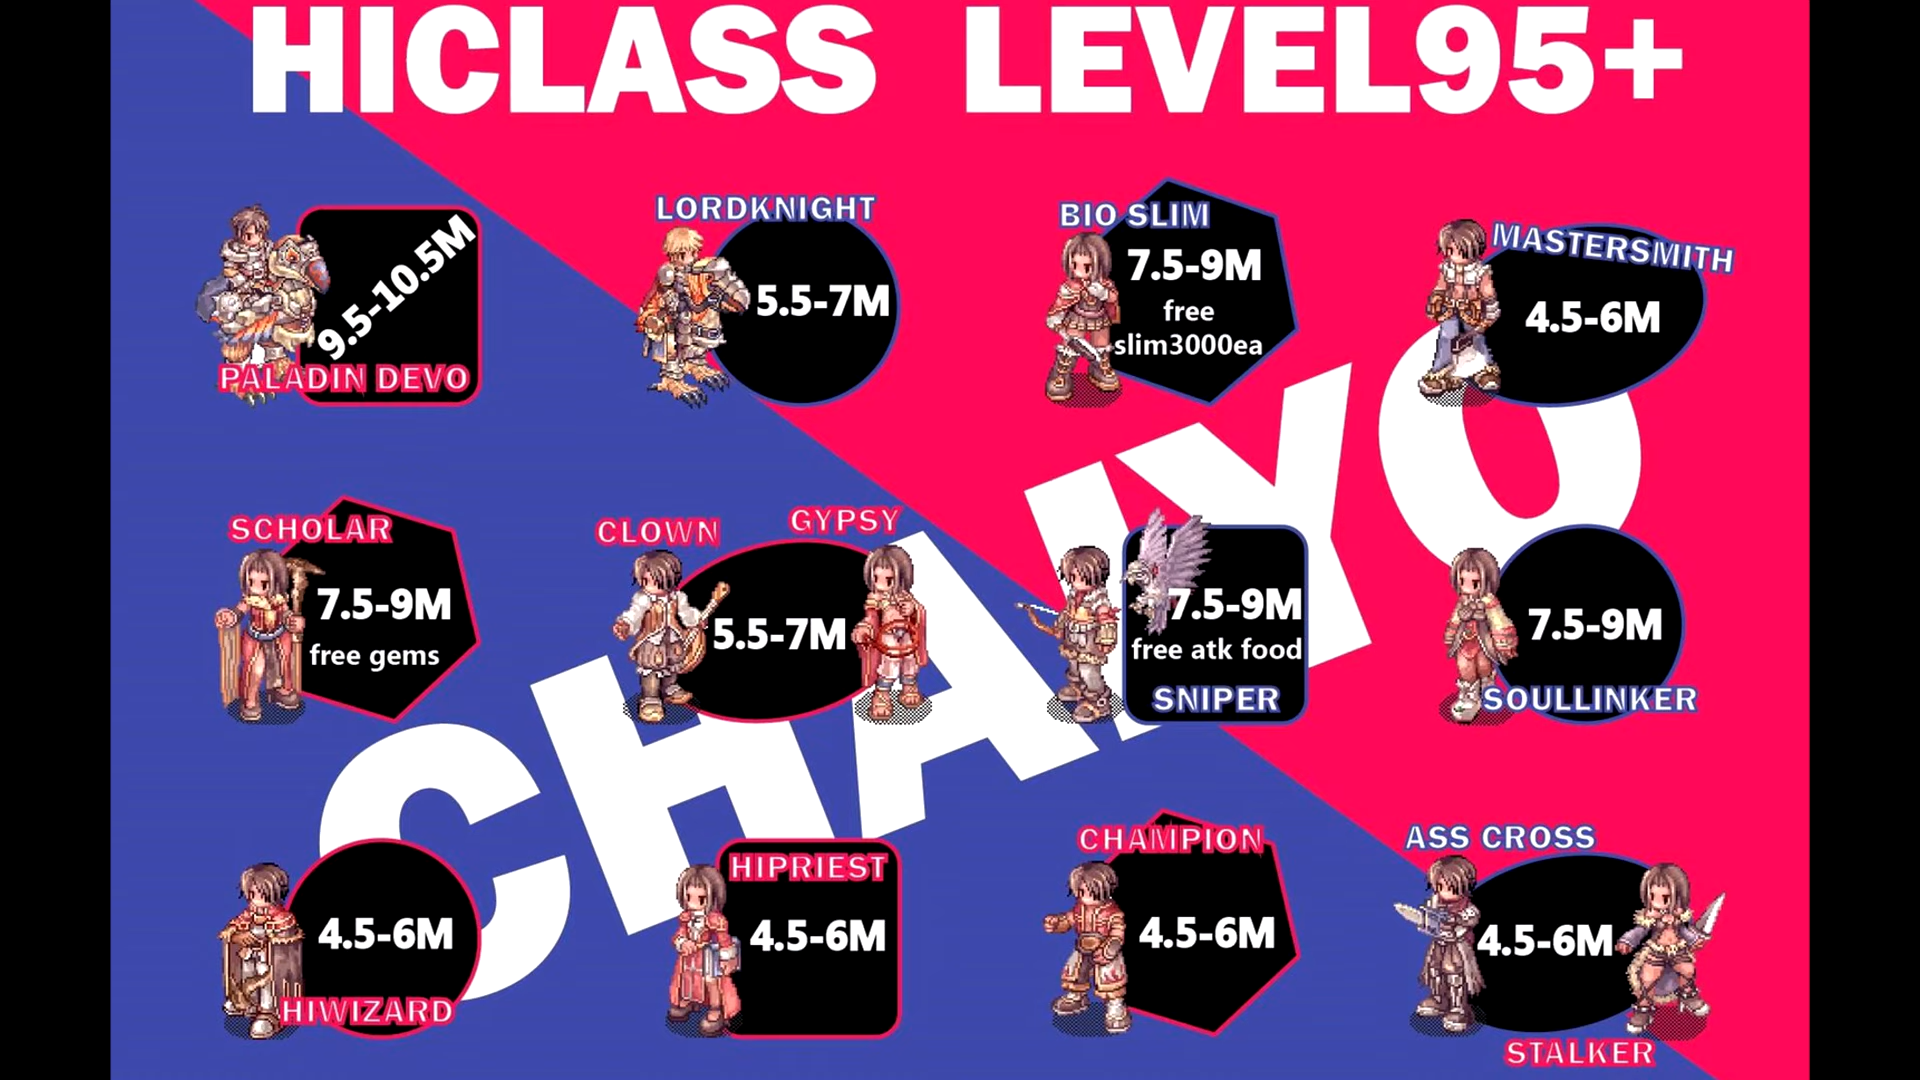 HICLASS LEVEL95+
9.5-10.5M
PALADIN DEVO
LORDKNIGHT
5.5-7M
BIO SLIM
7.5-9M
free
slim3000ea
MASTERSMITH
4.5-6M
SCHOLAR
7.5-9M
free gems
CLOWN
GYPSY
5.5-7M
7.5-9M
free atk food
SNIPER
7.5-9M
SOULLINKER
CHAIYO
4.5-6M
HIWIZARD
HIPRIEST
4.5-6M
CHAMPION
4.5-6M
ASS CROSS
4.5-6M
STALKER